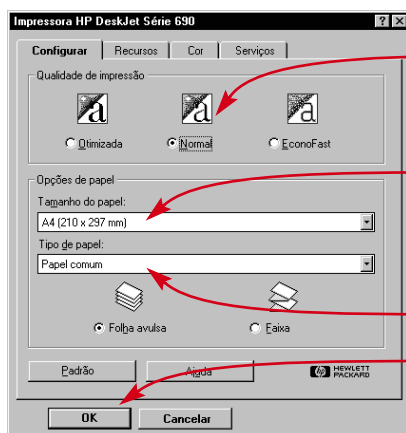 Impressora HP DeskJet Série 690
Configurar Recursos Cor Serviços
Qualidade de impressão
a a a
Otimizada Normal EconoFast
Opções de papel
Tamanho do papel:
A4 (210 x 297 mm)
Tipo de papel:
Papel comum
Folha avulsa Faixa
Padrão Ajuda hp HEWLETT PACKARD
OK Cancelar